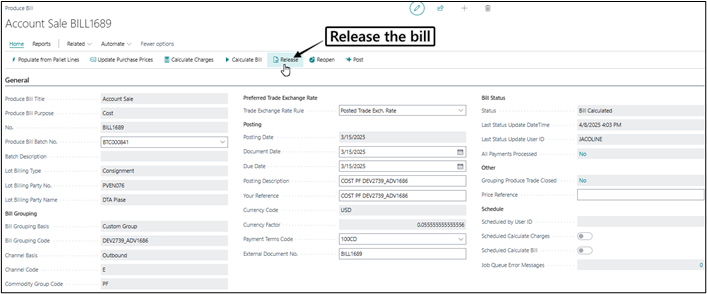 Produce Bill
Account Sale BILL1689
Release the bill
Home Reports Related Automate Fewer options
Populate from Pallet Lines Update Purchase Prices Calculate Charges Calculate Bill Release Reopen Post
General
Produce Bill Title Account Sale
Produce Bill Purpose Cost
No. BILL1689
Produce Bill Batch No. BTC000841
Batch Description
Lot Billing Type Consignment
Lot Billing Party No. PVEN076
Lot Billing Party Name DTA Plase
Bill Grouping
Bill Grouping Basis Custom Group
Bill Grouping Code DEV2739_ADV1686
Channel Basis Outbound
Channel Code E
Commodity Group Code PF
Preferred Trade Exchange Rate
Trade Exchange Rate Rule Posted Trade Exch. Rate
Posting
Posting Date 3/15/2025
Document Date 3/15/2025
Due Date 3/15/2025
Posting Description COST PF DEV2739_ADV1686
Your Reference COST PF DEV2739_ADV1686
Currency Code USD
Currency Factor 0.055555555555556
Payment Terms Code 100CD
External Document No. BILL1689
Bill Status
Status Bill Calculated
Last Status Update DateTime 4/8/2025 4:03 PM
Last Status Update User ID JACOLINE
All Payments Processed No
Other
Grouping Produce Trade Closed No
Price Reference
Schedule
Scheduled by User ID
Scheduled Calculate Charges
Scheduled Calculate Bill
Job Queue Error Messages 0